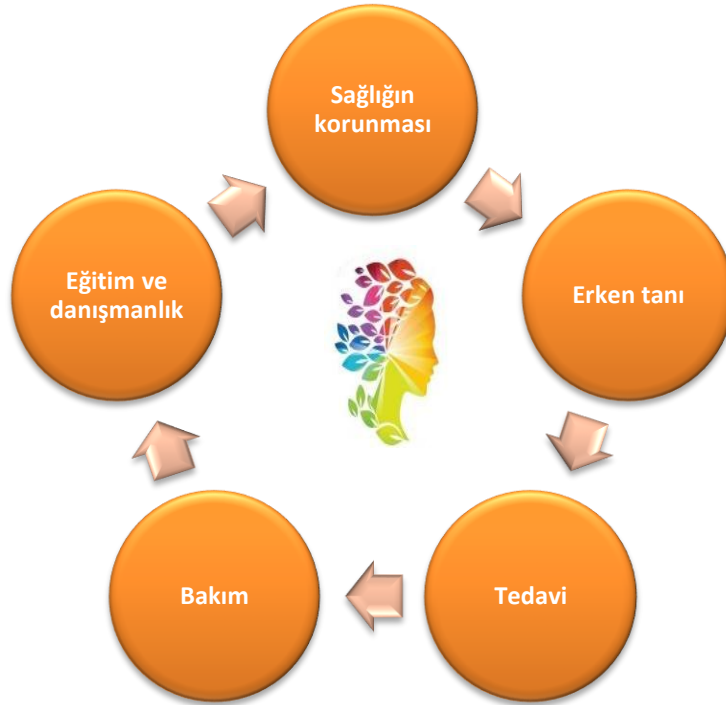 Sağlığın
korunması
Erken tanı
Tedavi
Bakım
Eğitim ve
danışmanlık